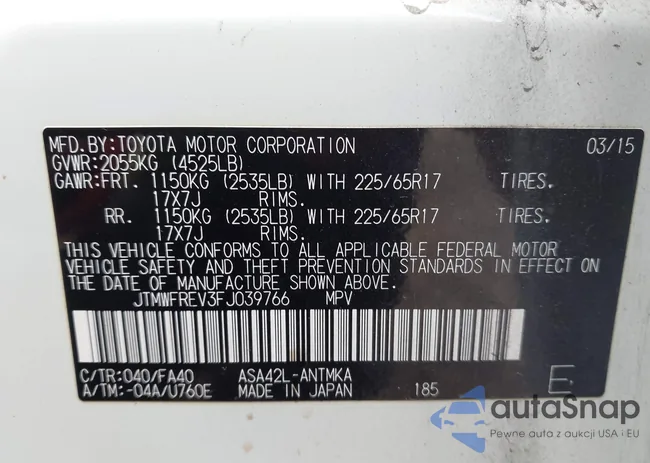 MFD.BY:TOYOTA MOTOR CORPORATION 03/15
GVWR:2055KG (4525LB)
GAWR:FRT. 1150KG (2535LB) WITH 225/65R17 TIRES.
17X7J RIMS.
RR. 1150KG (2535LB) WITH 225/65R17 TIRES.
17X7J RIMS.
THIS VEHICLE CONFORMS TO ALL APPLICABLE FEDERAL MOTOR
VEHICLE SAFETY AND THEFT PREVENTION STANDARDS IN EFFECT ON
THE DATE OF MANUFACTURE SHOWN ABOVE.
JTMWFREV3FJ039766 MPV
C/TR:040/FA40 ASA42L-ANTMKA
A/TM:-04A/U760E MADE IN JAPAN 185 E
autaSnap
Pewne auta z aukcji USA i EU